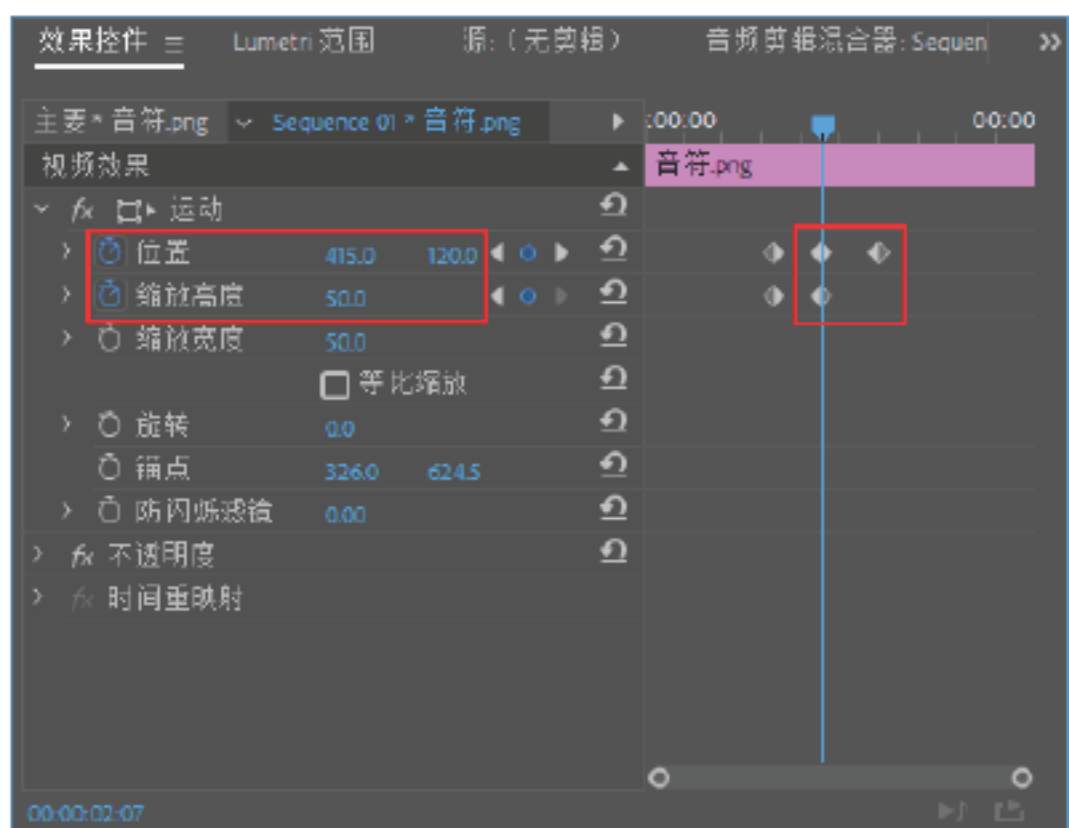 效果控件 Lumetri 范围 源:（无剪辑） 音频剪辑混合器: Sequen
主要*音符.png Sequence 01*音符.png :00:00 00:00
视频效果 音符.png
fx 运动
位置 415.0 120.0
缩放高度 50.0
缩放宽度 50.0
等比缩放
旋转 0.0
锚点 326.0 624.5
防闪烁滤镜 0.00
fx 不透明度
fx 时间重映射
00:00:02:07